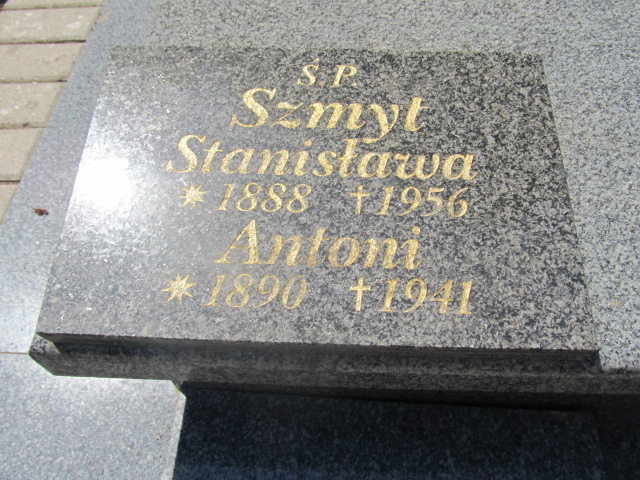 Ś.P.
Szmyt
Stanisława
* 1888 † 1956
Antoni
* 1890 † 1941